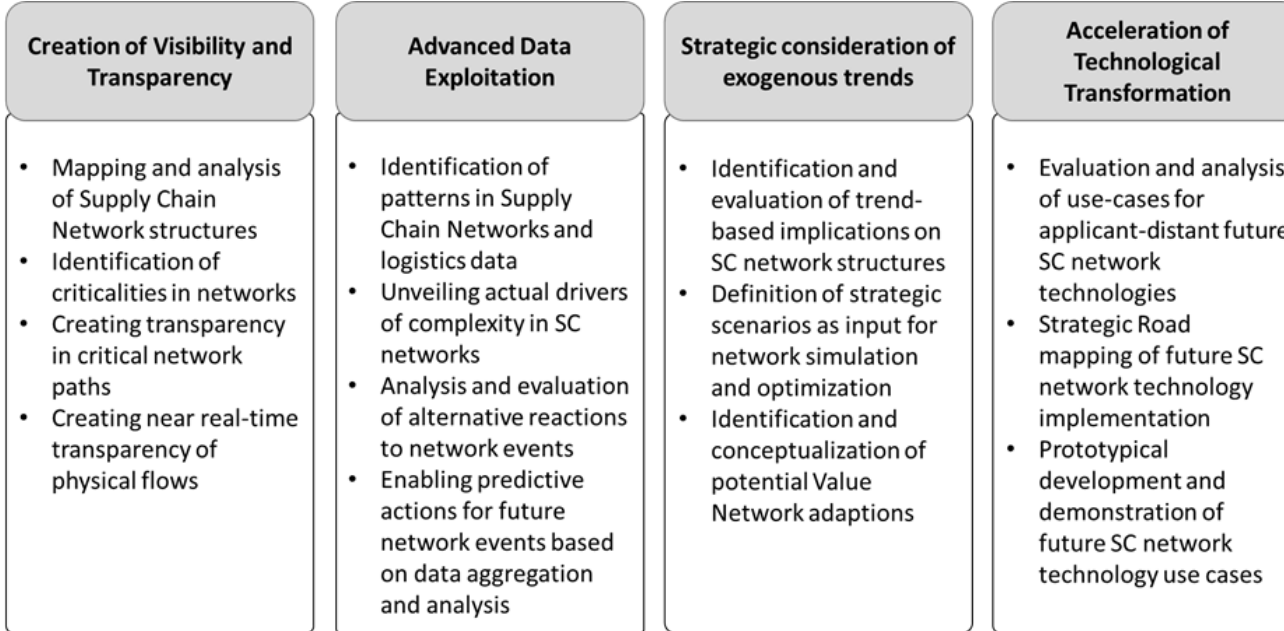 Creation of Visibility and
Transparency
• Mapping and analysis
of Supply Chain
Network structures
• Identification of
criticalities in networks
• Creating transparency
in critical network
paths
• Creating near real-time
transparency of
physical flows
Advanced Data
Exploitation
• Identification of
patterns in Supply
Chain Networks and
logistics data
• Unveiling actual drivers
of complexity in SC
networks
• Analysis and evaluation
of alternative reactions
to network events
• Enabling predictive
actions for future
network events based
on data aggregation
and analysis
Strategic consideration of
exogenous trends
• Identification and
evaluation of trend-
based implications on
SC network structures
• Definition of strategic
scenarios as input for
network simulation
and optimization
• Identification and
conceptualization of
potential Value
Network adaptions
Acceleration of
Technological
Transformation
• Evaluation and analysis
of use-cases for
applicant-distant future
SC network
technologies
• Strategic Road
mapping of future SC
network technology
implementation
• Prototypical
development and
demonstration of
future SC network
technology use cases